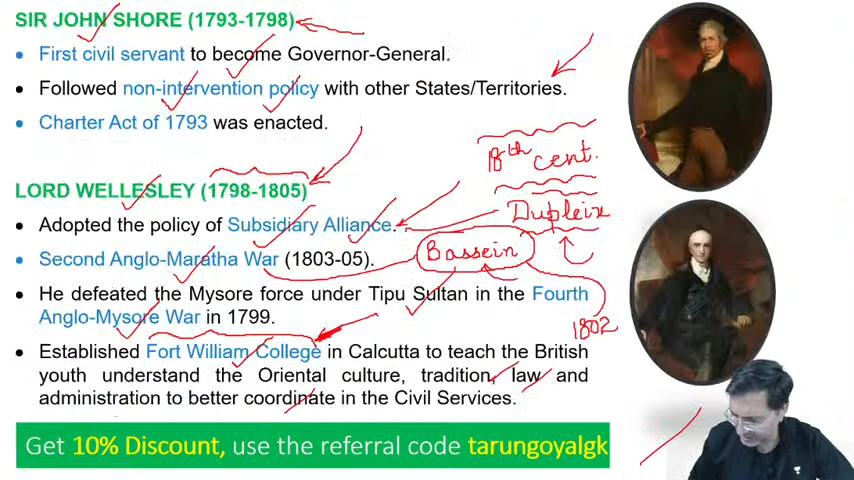 SIR JOHN SHORE (1793-1798)
• First civil servant to become Governor-General.
• Followed non-intervention policy with other States/Territories.
• Charter Act of 1793 was enacted.
18th cent.
LORD WELLESLEY (1798-1805)
• Adopted the policy of Subsidiary Alliance.
Dupleix
• Second Anglo-Maratha War (1803-05).
Bassein
• He defeated the Mysore force under Tipu Sultan in the Fourth
Anglo-Mysore War in 1799.
1802
• Established Fort William College in Calcutta to teach the British
youth understand the Oriental culture, tradition, law and
administration to better coordinate in the Civil Services.
Get 10% Discount, use the referral code tarungoyalgk